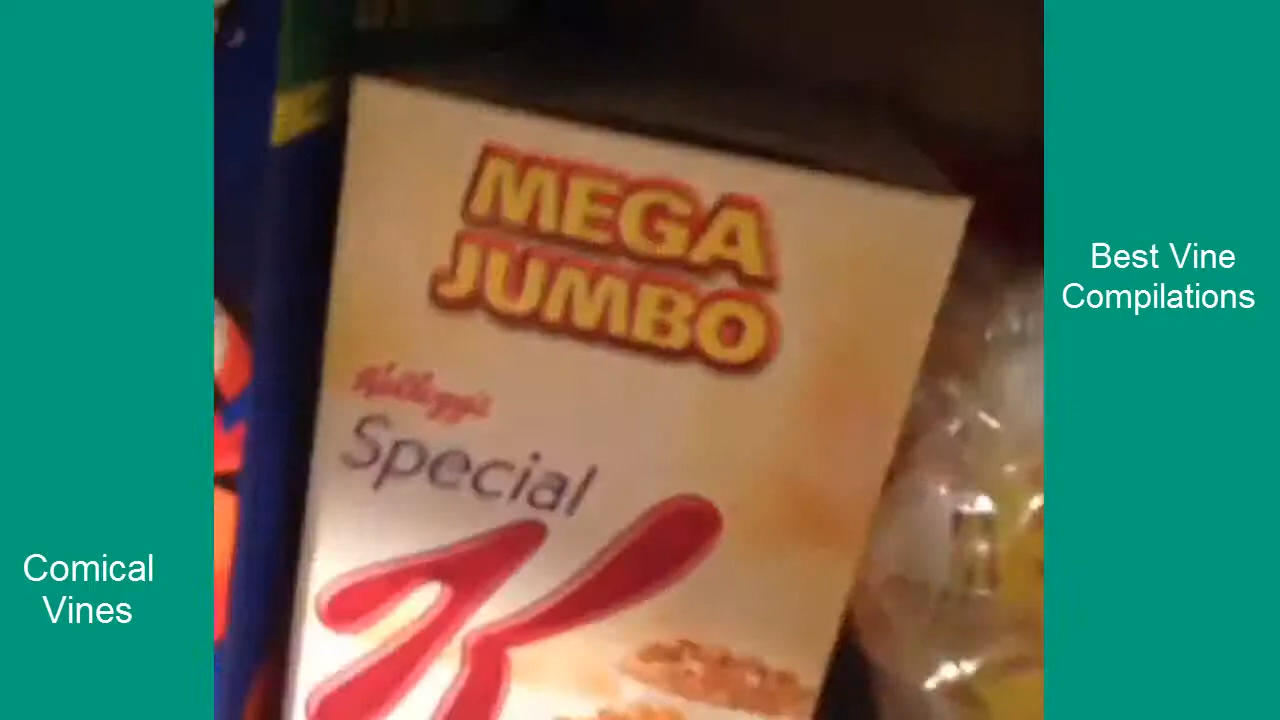 MEGA
JUMBO
Kellogg's
Special
K
Best Vine
Compilations
Comical
Vines